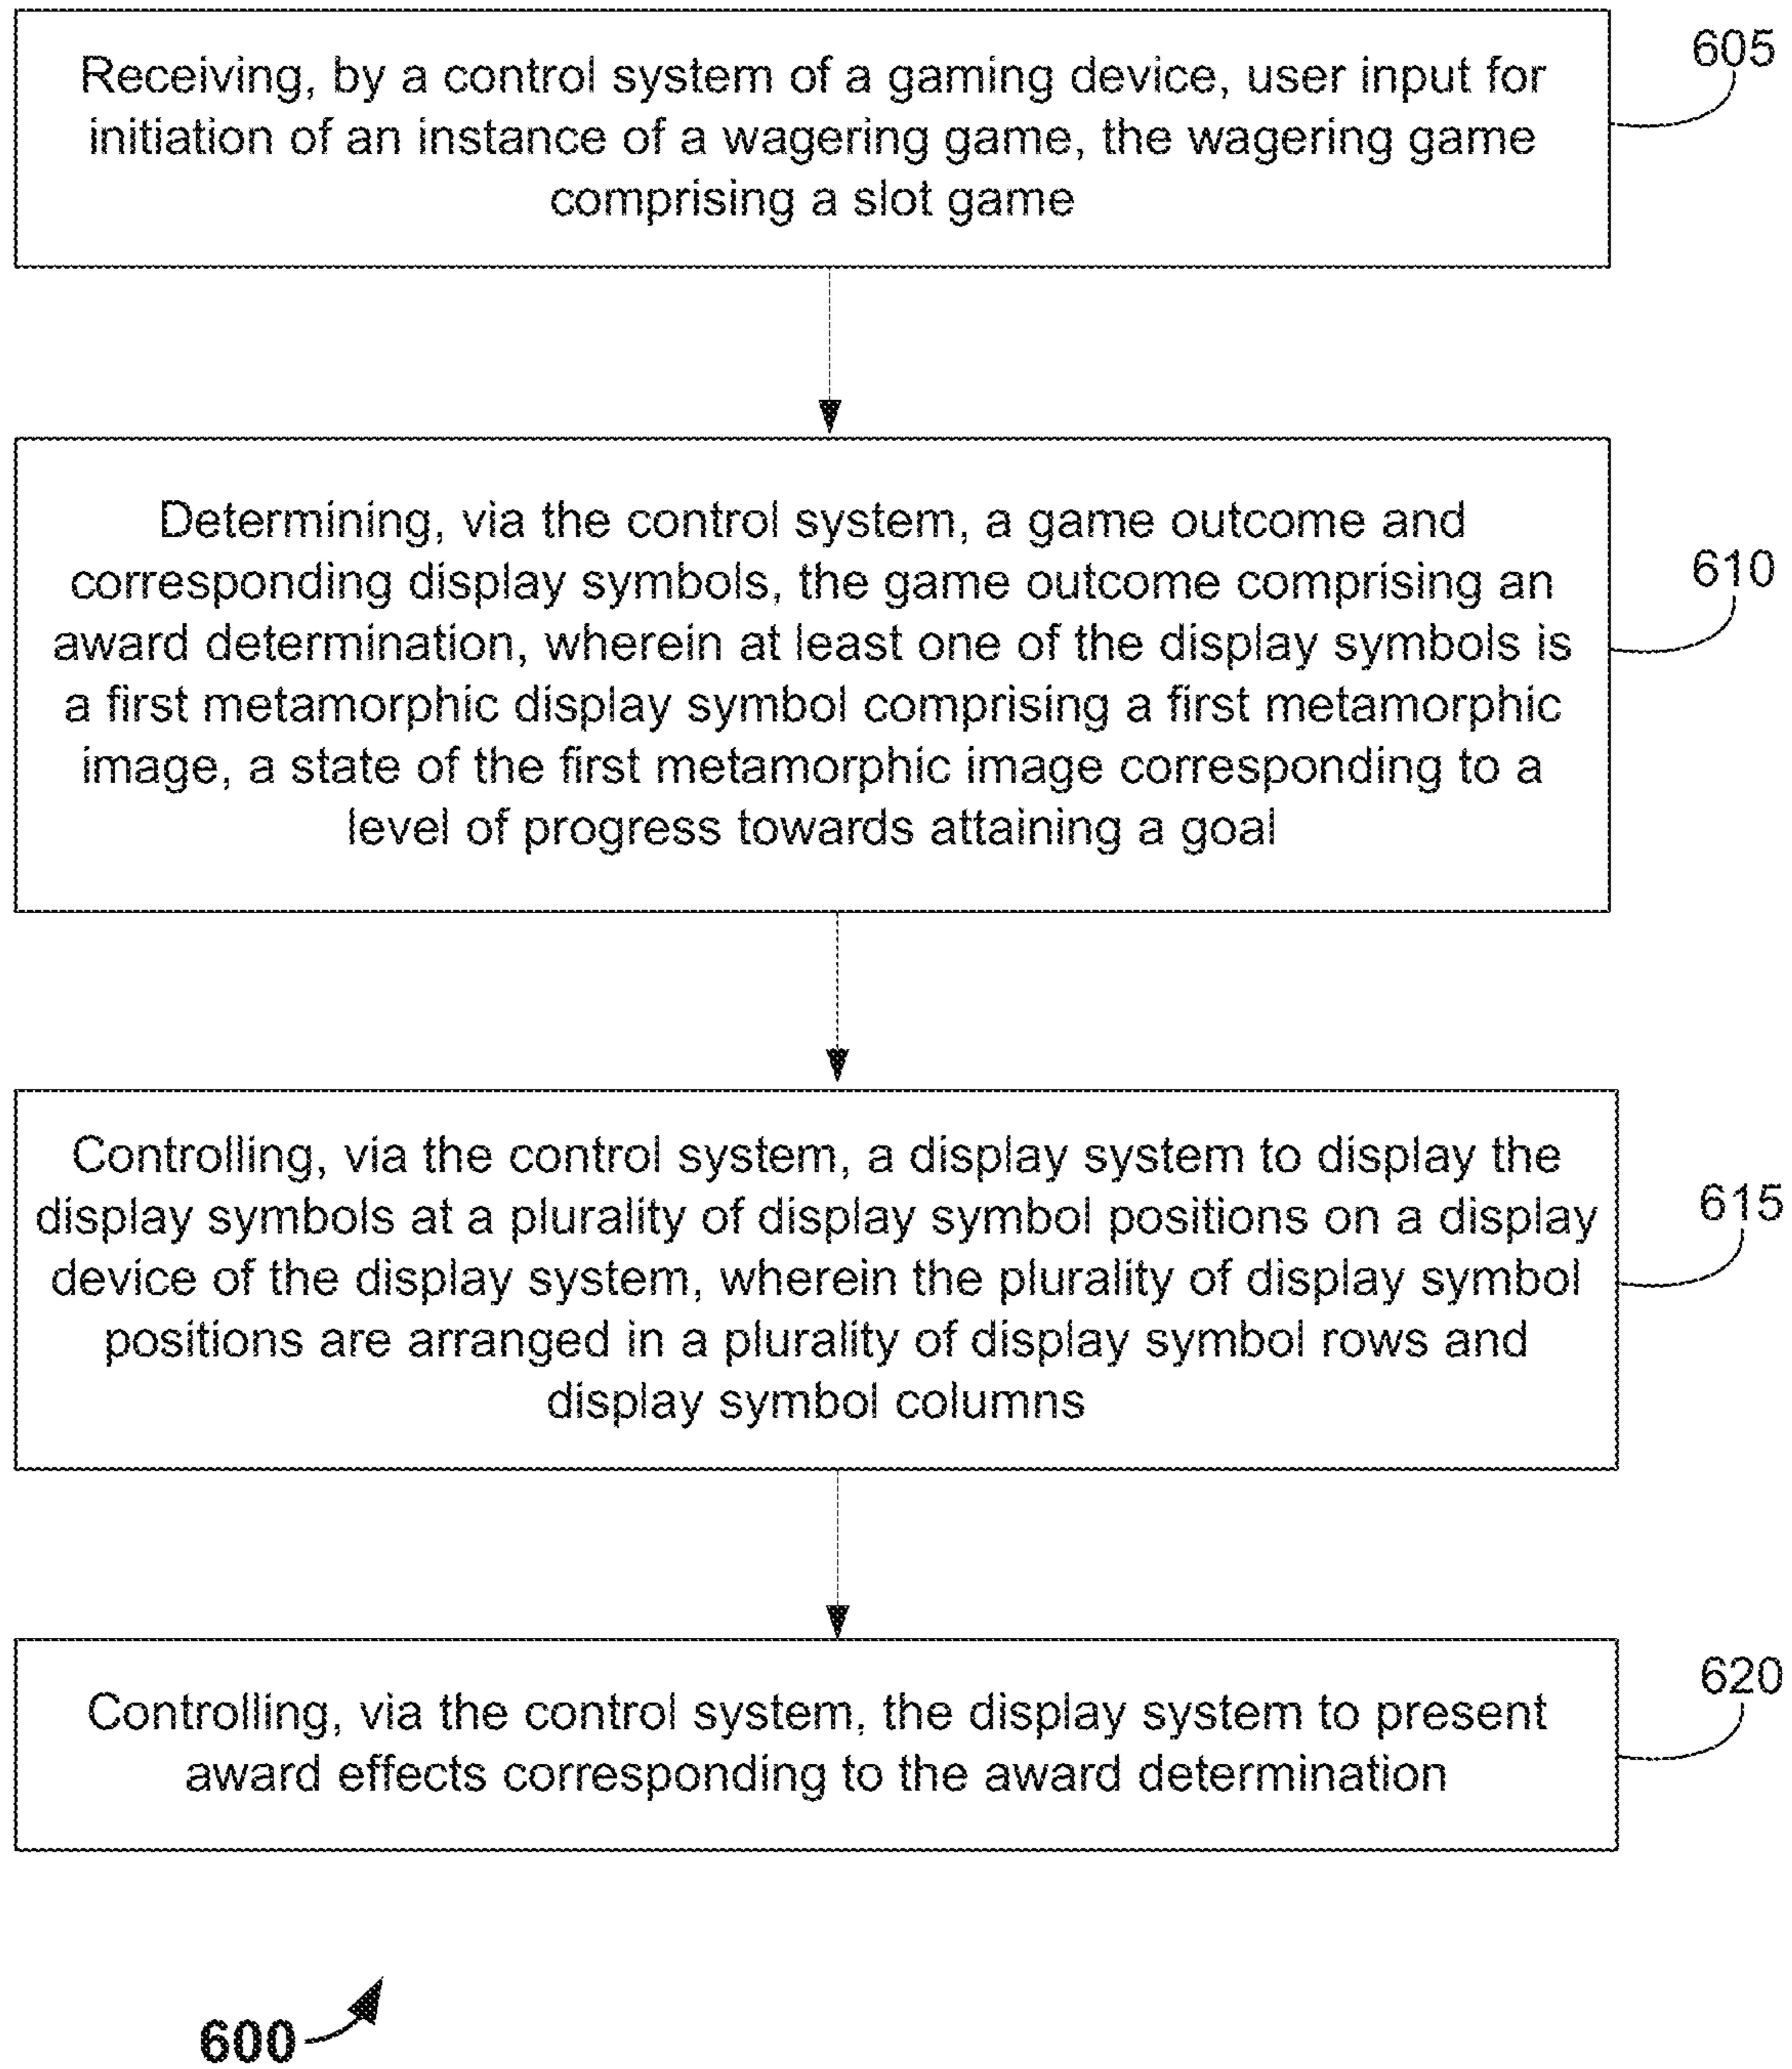 Receiving, by a control system of a gaming device, user input for
initiation of an instance of a wagering game, the wagering game
comprising a slot game
605
Determining, via the control system, a game outcome and
corresponding display symbols, the game outcome comprising an
award determination, wherein at least one of the display symbols is
a first metamorphic display symbol comprising a first metamorphic
image, a state of the first metamorphic image corresponding to a
level of progress towards attaining a goal
610
Controlling, via the control system, a display system to display the
display symbols at a plurality of display symbol positions on a display
device of the display system, wherein the plurality of display symbol
positions are arranged in a plurality of display symbol rows and
display symbol columns
615
Controlling, via the control system, the display system to present
award effects corresponding to the award determination
620
600